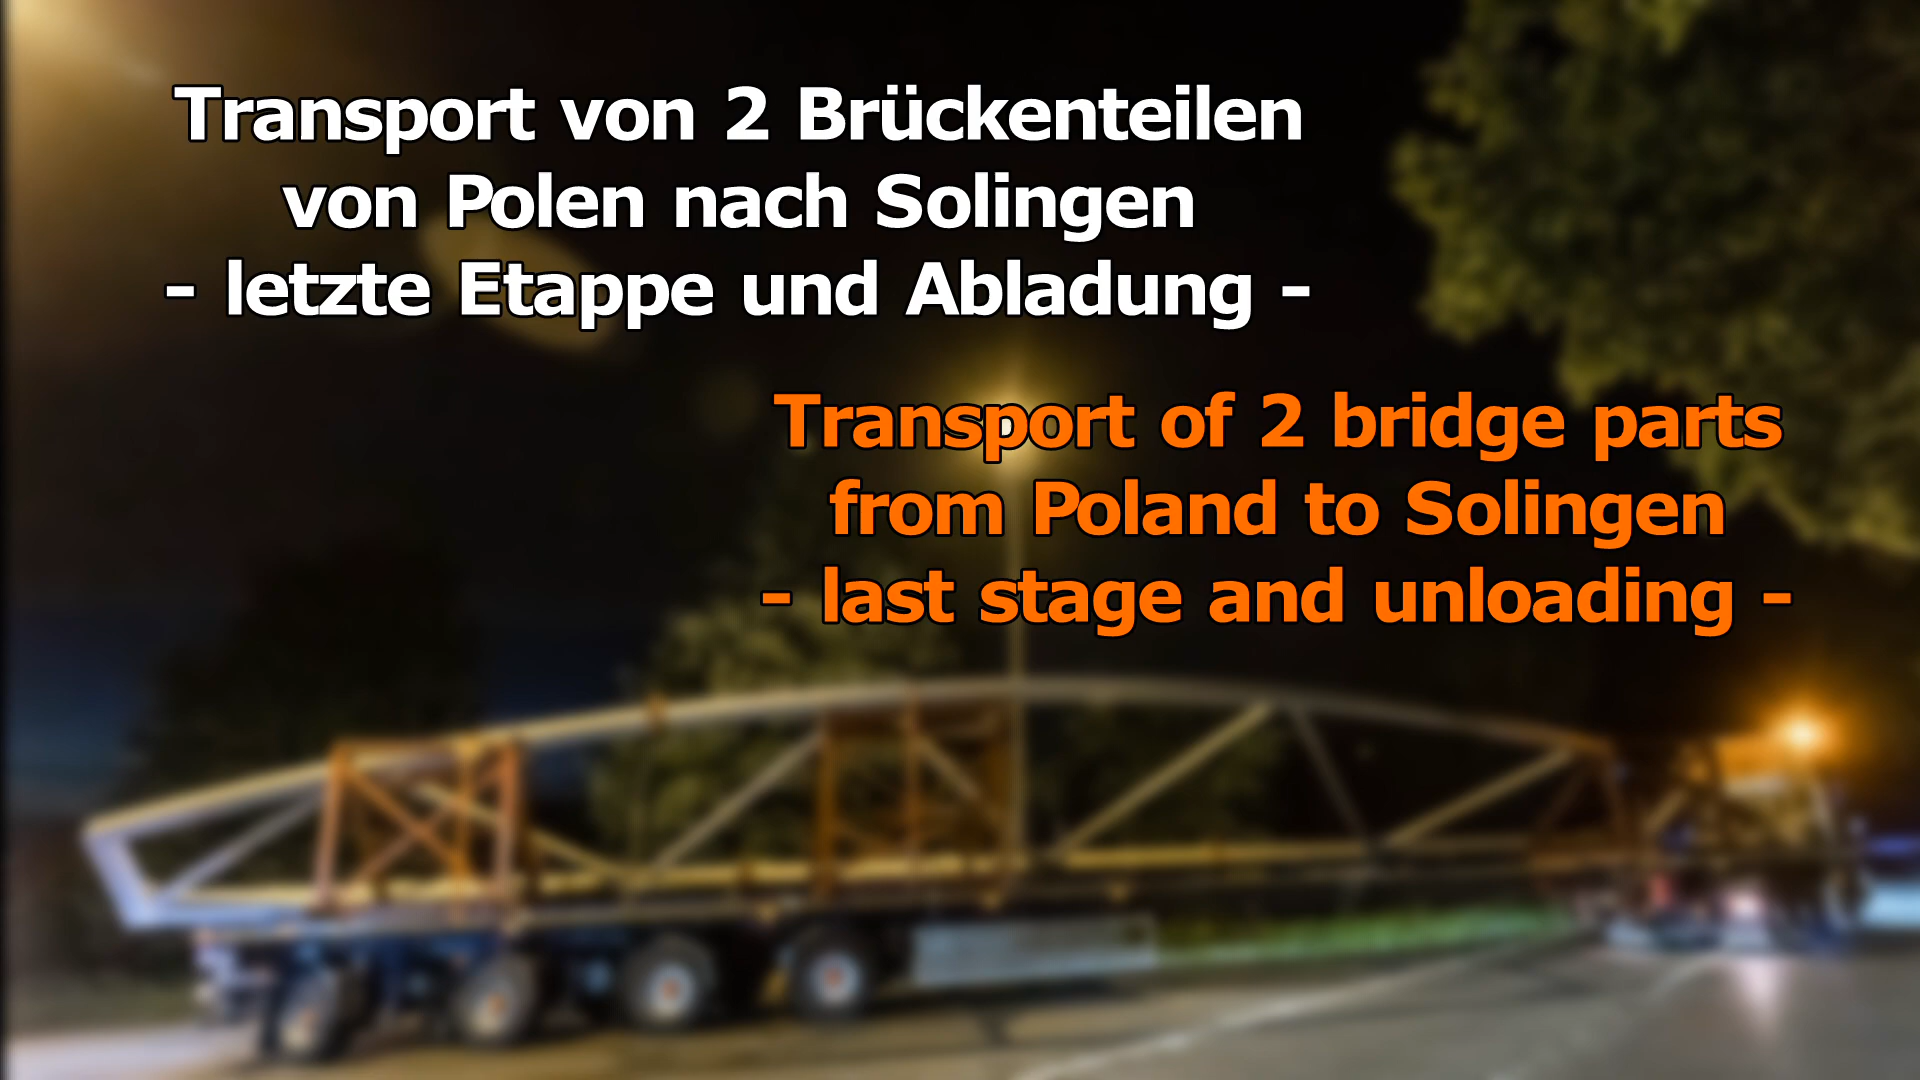 Transport von 2 Brückenteilen
von Polen nach Solingen
- letzte Etappe und Abladung -
Transport of 2 bridge parts
from Poland to Solingen
- last stage and unloading -